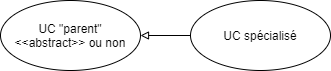 UC "parent"
<<abstract>> ou non
UC spécialisé